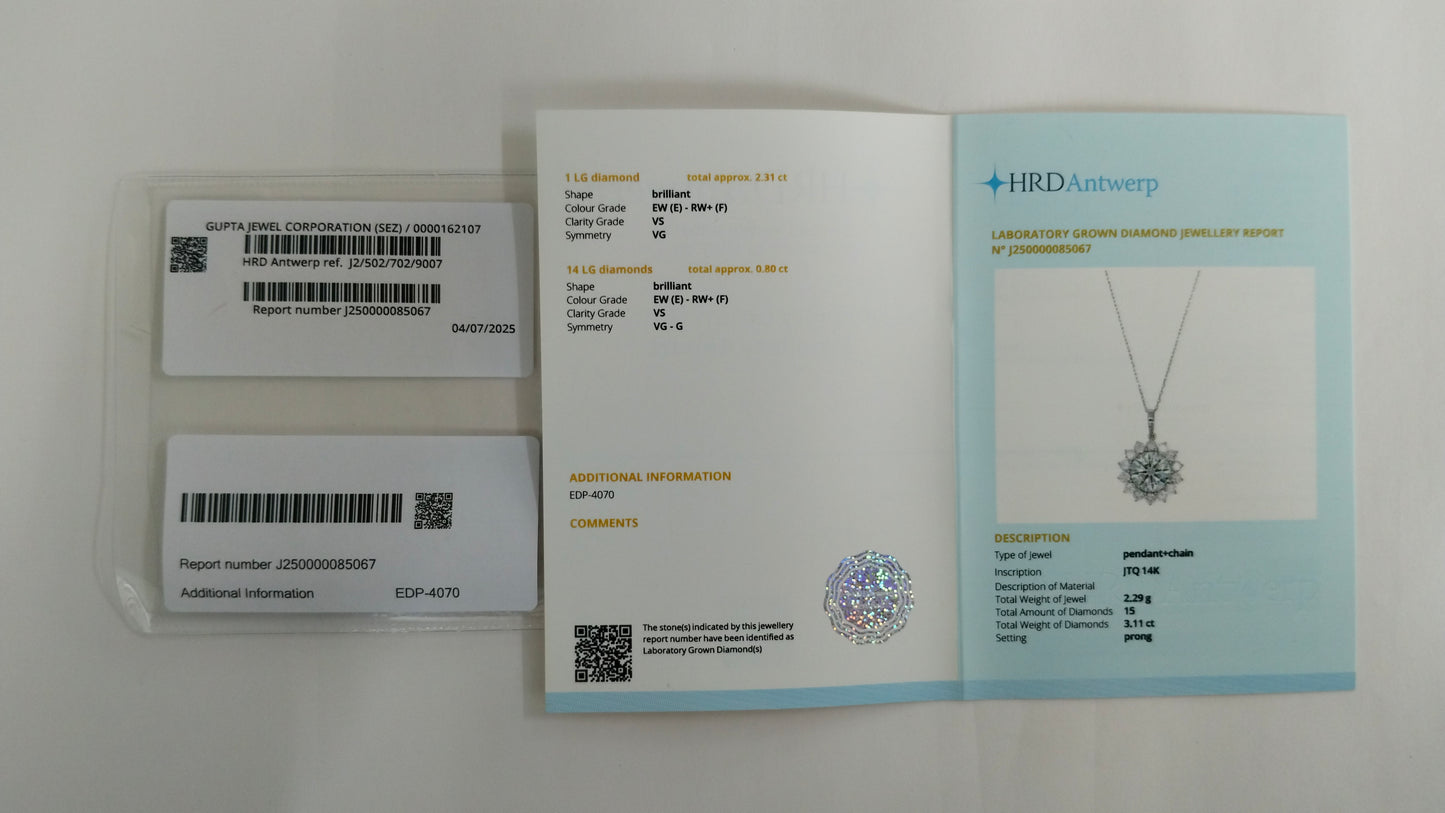 GUPTA JEWEL CORPORATION (SEZ) / 0000162107
HRD Antwerp ref. J2/502/702/9007
Report number J250000085067
04/07/2025
Report number J250000085067
Additional Information EDP-4070
1 LG diamond total approx. 2.31 ct
Shape brilliant
Colour Grade EW (E) - RW+ (F)
Clarity Grade VS
Symmetry VG
14 LG diamonds total approx. 0.80 ct
Shape brilliant
Colour Grade EW (E) - RW+ (F)
Clarity Grade VS
Symmetry VG - G
ADDITIONAL INFORMATION
EDP-4070
COMMENTS
The stone(s) indicated by this jewellery
report number have been identified as
Laboratory Grown Diamond(s)
HRD Antwerp
LABORATORY GROWN DIAMOND JEWELLERY REPORT
N° J250000085067
DESCRIPTION
Type of Jewel pendant+chain
Inscription JTQ 14K
Description of Material
Total Weight of Jewel 2.29 g
Total Amount of Diamonds 15
Total Weight of Diamonds 3.11 ct
Setting prong